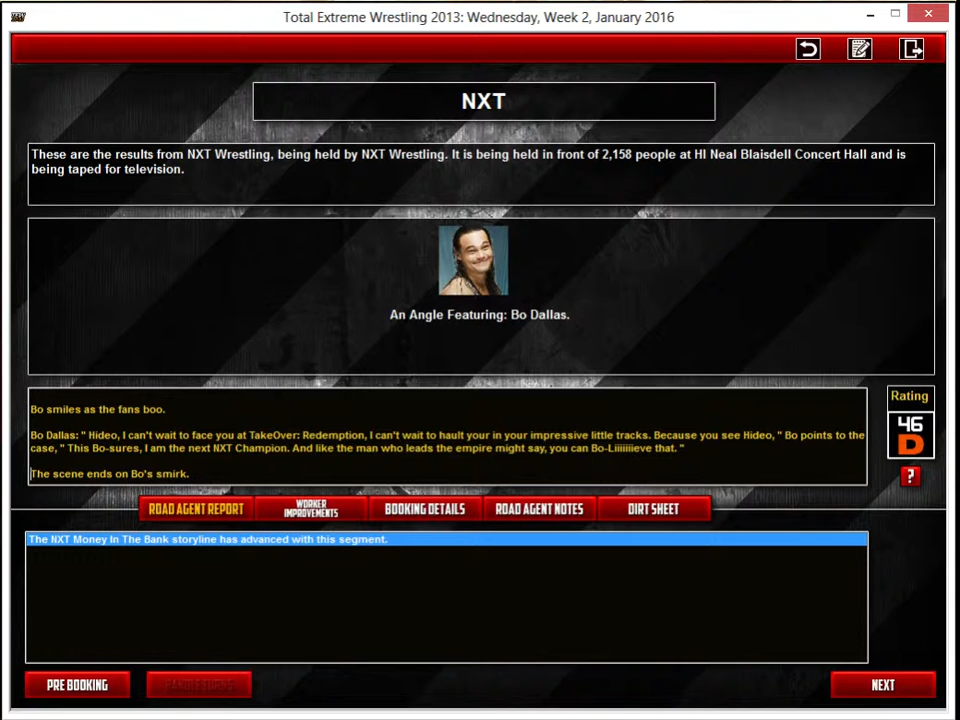 Total Extreme Wrestling 2013: Wednesday, Week 2, January 2016
NXT
These are the results from NXT Wrestling, being held by NXT Wrestling. It is being held in front of 2,158 people at HI Neal Blaisdell Concert Hall and is
being taped for television.
An Angle Featuring: Bo Dallas.
Bo smiles as the fans boo.
Bo Dallas: " Hideo, I can't wait to face you at TakeOver: Redemption, I can't wait to hault your in your impressive little tracks. Because you see Hideo, " Bo points to the
case, " This Bo-sures, I am the next NXT Champion. And like the man who leads the empire might say, you can Bo-Liiiiiiieve that. "
The scene ends on Bo's smirk.
Rating
46
D
?
ROAD AGENT REPORT
WORKER
IMPROVEMENTS
BOOKING DETAILS
ROAD AGENT NOTES
DIRT SHEET
The NXT Money In The Bank storyline has advanced with this segment.
PRE BOOKING
NEXT